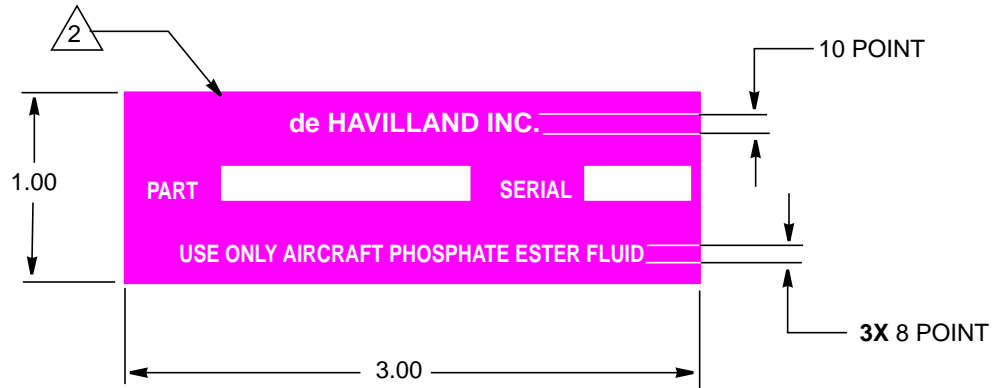 2
10 POINT
de HAVILLAND INC.
1.00
PART SERIAL
USE ONLY AIRCRAFT PHOSPHATE ESTER FLUID
3X 8 POINT
3.00